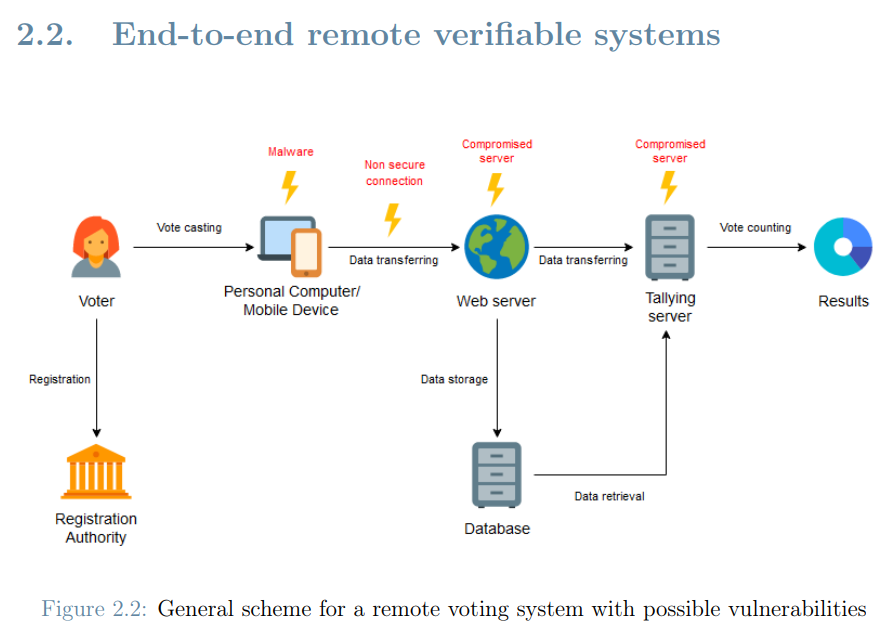 2.2. End-to-end remote verifiable systems
Malware
Non secure
connection
Compromised
server
Compromised
server
Vote casting
Data transferring
Data transferring
Vote counting
Voter
Personal Computer/
Mobile Device
Web server
Tallying
server
Results
Registration
Data storage
Registration
Authority
Database
Data retrieval
Figure 2.2: General scheme for a remote voting system with possible vulnerabilities